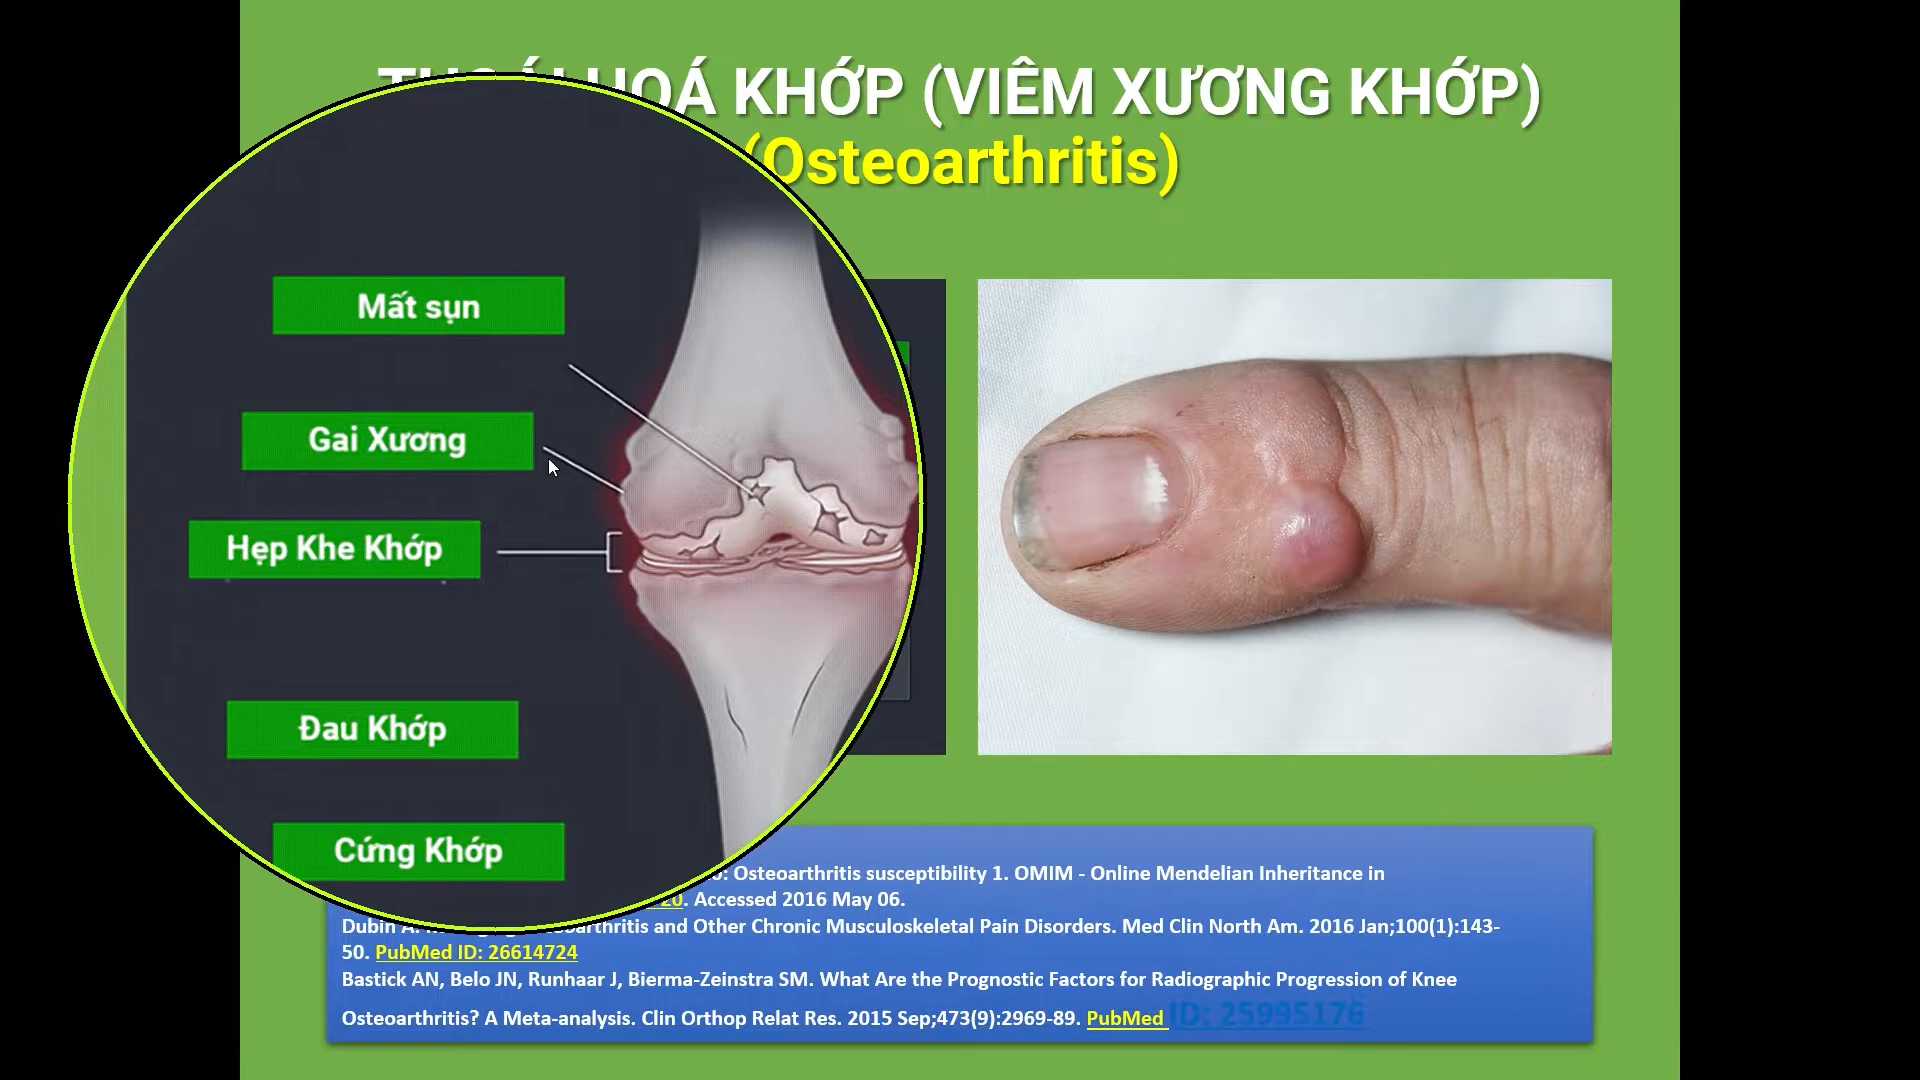 HOÁ KHỚP (VIÊM XƯƠNG KHỚP)
(Osteoarthritis)
Mất sụn
Gai Xương
Hẹp Khe Khớp
Đau Khớp
Cứng Khớp
: Osteoarthritis susceptibility 1. OMIM - Online Mendelian Inheritance in
20. Accessed 2016 May 06.
Dubin and Other Chronic Musculoskeletal Pain Disorders. Med Clin North Am. 2016 Jan;100(1):143-
50. PubMed ID: 26614724
Bastick AN, Belo JN, Runhaar J, Bierma-Zeinstra SM. What Are the Prognostic Factors for Radiographic Progression of Knee
Osteoarthritis? A Meta-analysis. Clin Orthop Relat Res. 2015 Sep;473(9):2969-89. PubMed ID: 25995176